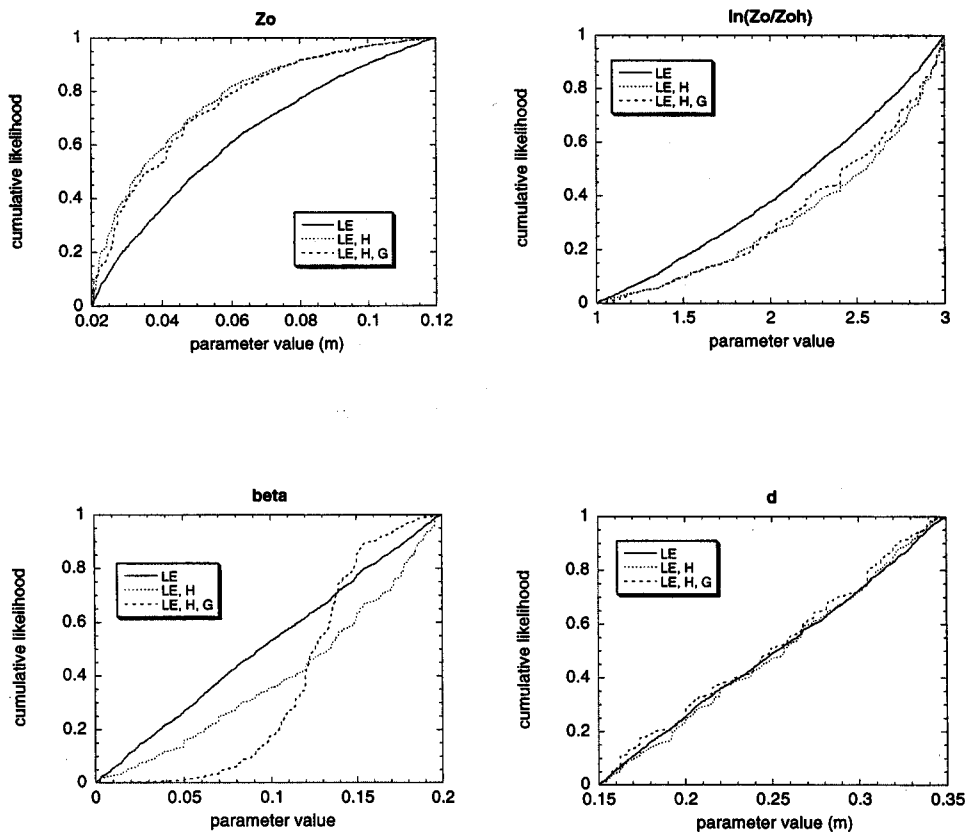 Zo
cumulative likelihood
1
0.8
0.6
0.4
0.2
0
LE
LE, H
LE, H, G
0.02 0.04 0.06 0.08 0.1 0.12
parameter value (m)
ln(Zo/Zoh)
cumulative likelihood
1
0.8
0.6
0.4
0.2
0
LE
LE, H
LE, H, G
1 1.5 2 2.5 3
parameter value
beta
cumulative likelihood
1
0.8
0.6
0.4
0.2
0
LE
LE, H
LE, H, G
0 0.05 0.10 0.15 0.2
parameter value
d
cumulative likelihood
1
0.8
0.6
0.4
0.2
0
LE
LE, H
LE, H, G
0.15 0.2 0.25 0.3 0.35
parameter value (m)